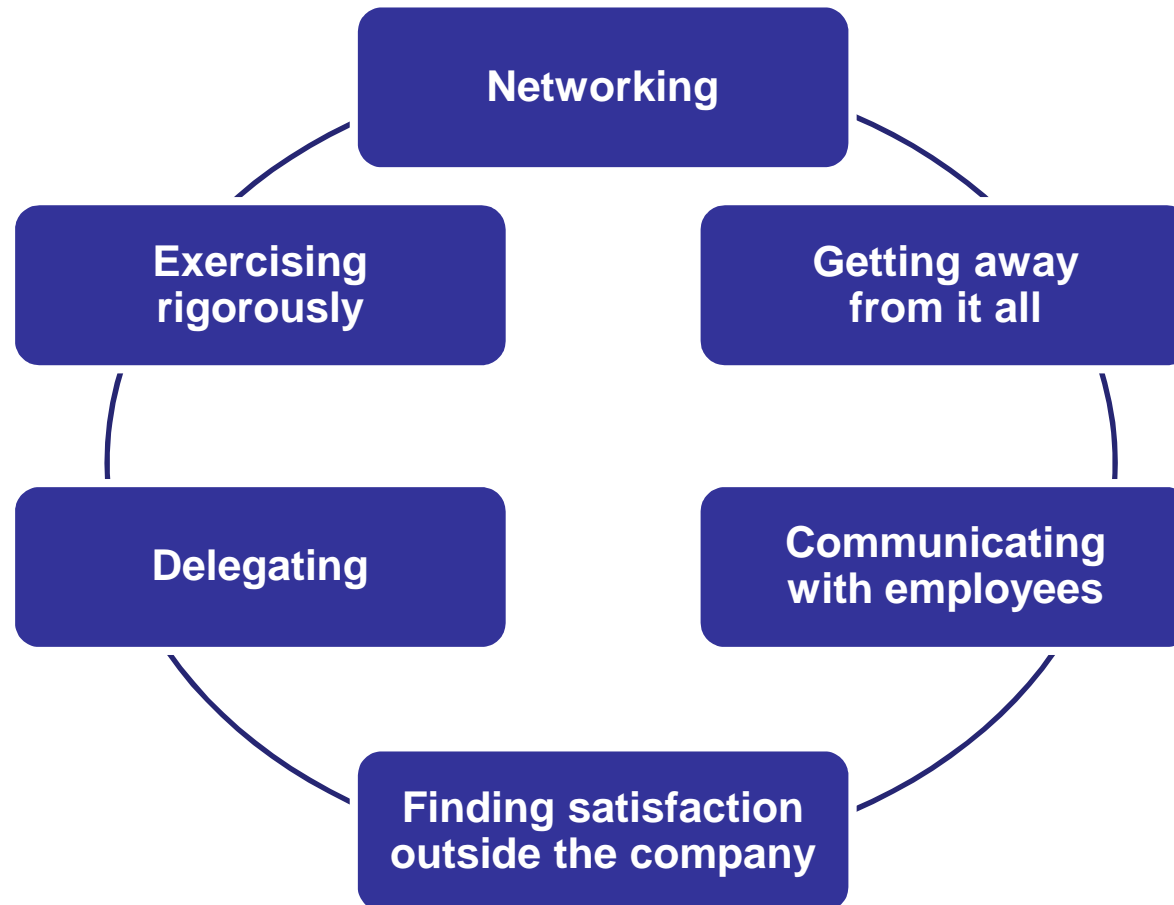 Networking
Exercising
rigorously
Getting away
from it all
Delegating
Communicating
with employees
Finding satisfaction
outside the company